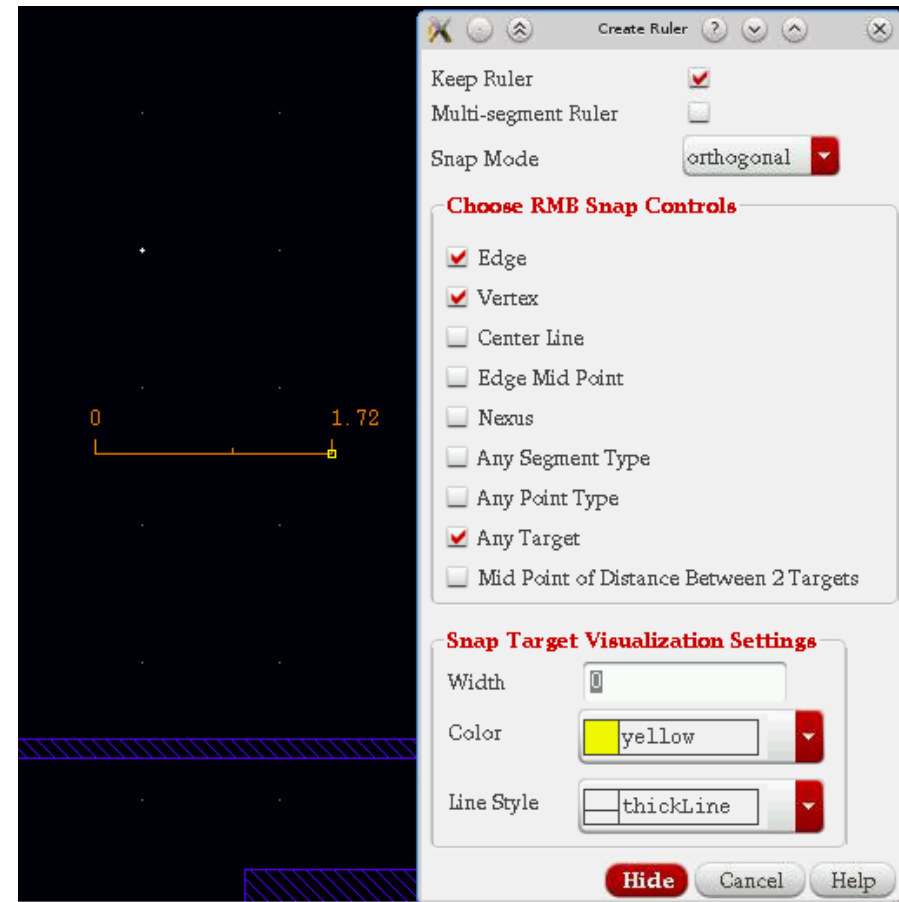 Create Ruler
Keep Ruler
Multi-segment Ruler
Snap Mode orthogonal
Choose RMB Snap Controls
Edge
Vertex
Center Line
Edge Mid Point
0 1.72
Nexus
Any Segment Type
Any Point Type
Any Target
Mid Point of Distance Between 2 Targets
Snap Target Visualization Settings
Width 0
Color yellow
Line Style thickLine
Hide Cancel Help